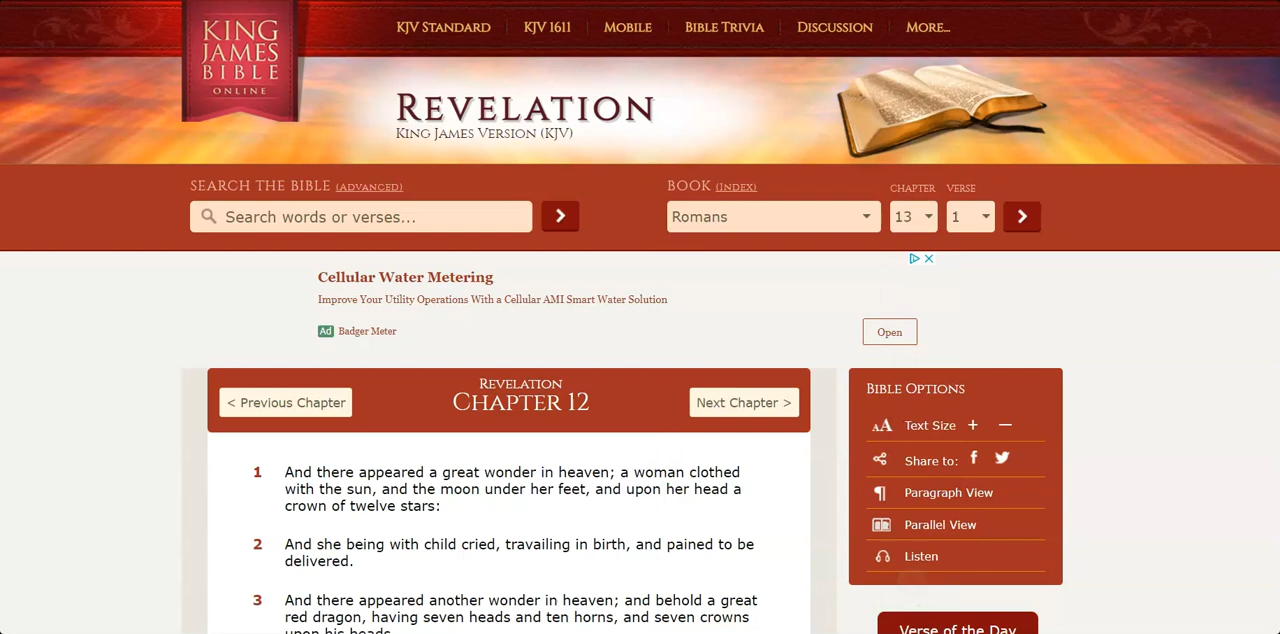 KING
JAMES
BIBLE
ONLINE
KJV STANDARD KJV 1611 MOBILE BIBLE TRIVIA DISCUSSION MORE...
REVELATION
KING JAMES VERSION (KJV)
SEARCH THE BIBLE (ADVANCED) BOOK (INDEX) CHAPTER VERSE
Search words or verses... Romans 13 1
Cellular Water Metering
Improve Your Utility Operations With a Cellular AMI Smart Water Solution
Ad Badger Meter Open
< Previous Chapter
REVELATION
CHAPTER 12
Next Chapter >
1 And there appeared a great wonder in heaven; a woman clothed
with the sun, and the moon under her feet, and upon her head a
crown of twelve stars:
2 And she being with child cried, travailing in birth, and pained to be
delivered.
3 And there appeared another wonder in heaven; and behold a great
red dragon, having seven heads and ten horns, and seven crowns
upon his heads.
BIBLE OPTIONS
AA Text Size + —
Share to:
Paragraph View
Parallel View
Listen
Verse of the Day